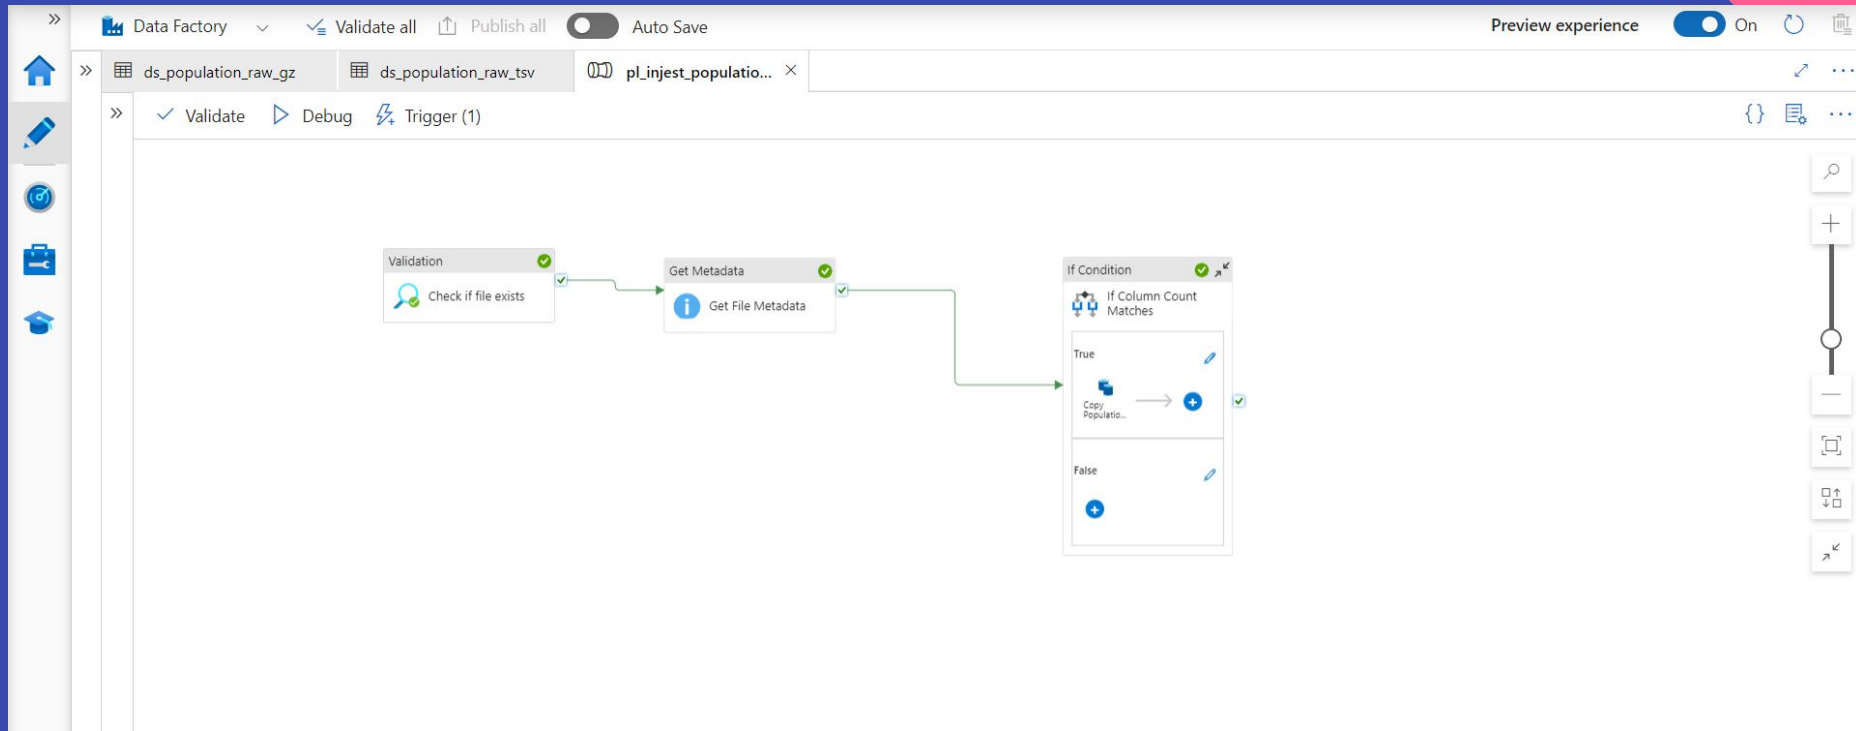 Data Factory
Validate all
Publish all
Auto Save
Preview experience
On
ds_population_raw_gz
ds_population_raw_tsv
pl_injest_populatio...
Validate
Debug
Trigger (1)
Validation
Check if file exists
Get Metadata
Get File Metadata
If Condition
If Column Count
Matches
True
Copy
Populatio...
False